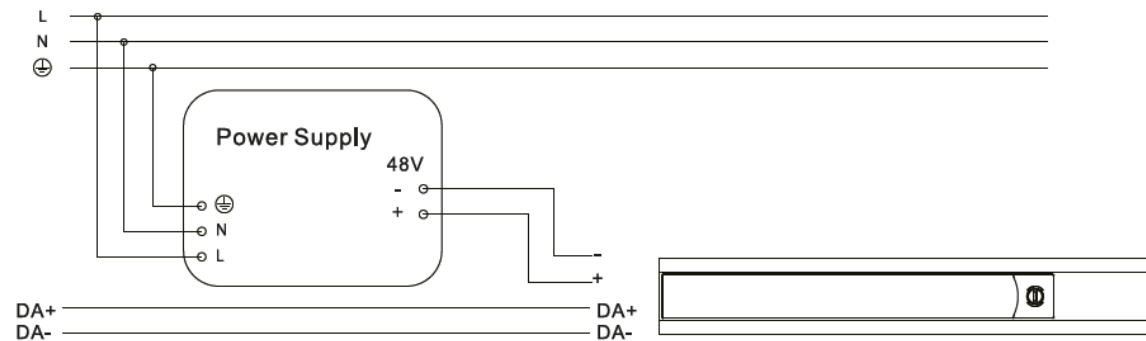 L
N
Power Supply
48V
-
+
N
L
-
+
DA+ DA+
DA- DA-